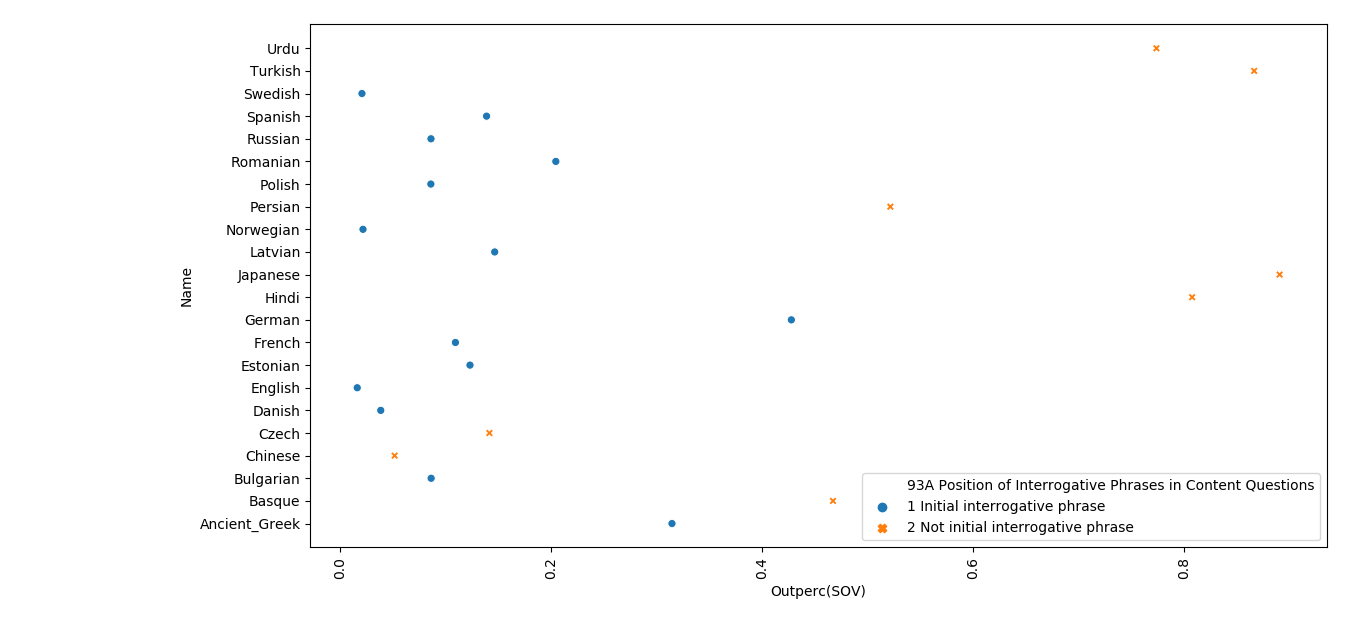 Urdu
Turkish
Swedish
Spanish
Russian
Romanian
Polish
Persian
Norwegian
Latvian
Japanese
Hindi
German
French
Estonian
English
Danish
Czech
Chinese
Bulgarian
Basque
Ancient_Greek
Name
93A Position of Interrogative Phrases in Content Questions
1 Initial interrogative phrase
2 Not initial interrogative phrase
0.0 0.2 0.4 0.6 0.8
Outperc(SOV)